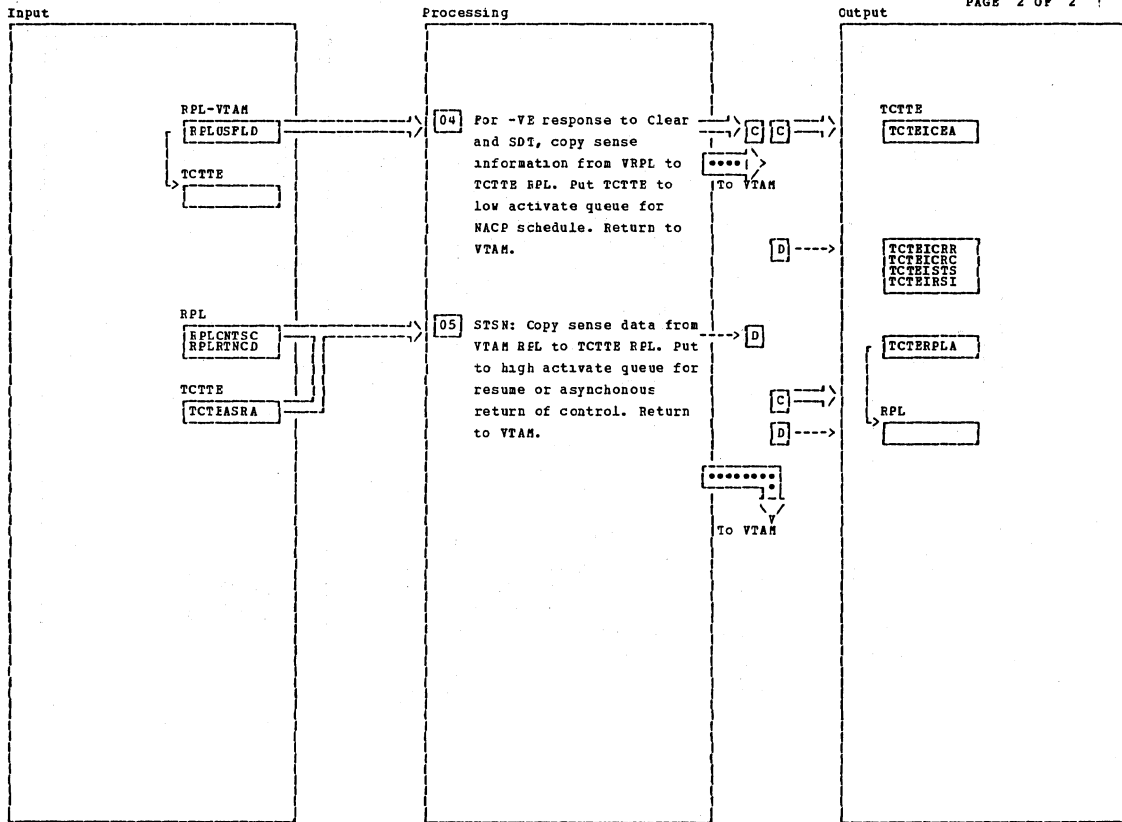 PAGE 2 OF 2
Input
Processing
Output
RPL-VTAM
RPLUSFLD
TCTTE
04 For -VE response to Clear
and SDT, copy sense
information from VRPL to
TCTTE RPL. Put TCTTE to
low activate queue for
NACP schedule. Return to
VTAM.
C C
To VTAM
TCTTE
TCTEICEA
D
TCTEICRR
TCTEICRC
TCTEISTS
TCTEIRSI
RPL
RPLCNTSC
RPLRTNCD
TCTTE
TCTEASRA
05 STSN: Copy sense data from
VTAM RPL to TCTTE RPL. Put
to high activate queue for
resume or asynchonous
return of control. Return
to VTAM.
D
C
D
TCTERPLA
RPL
To VTAM